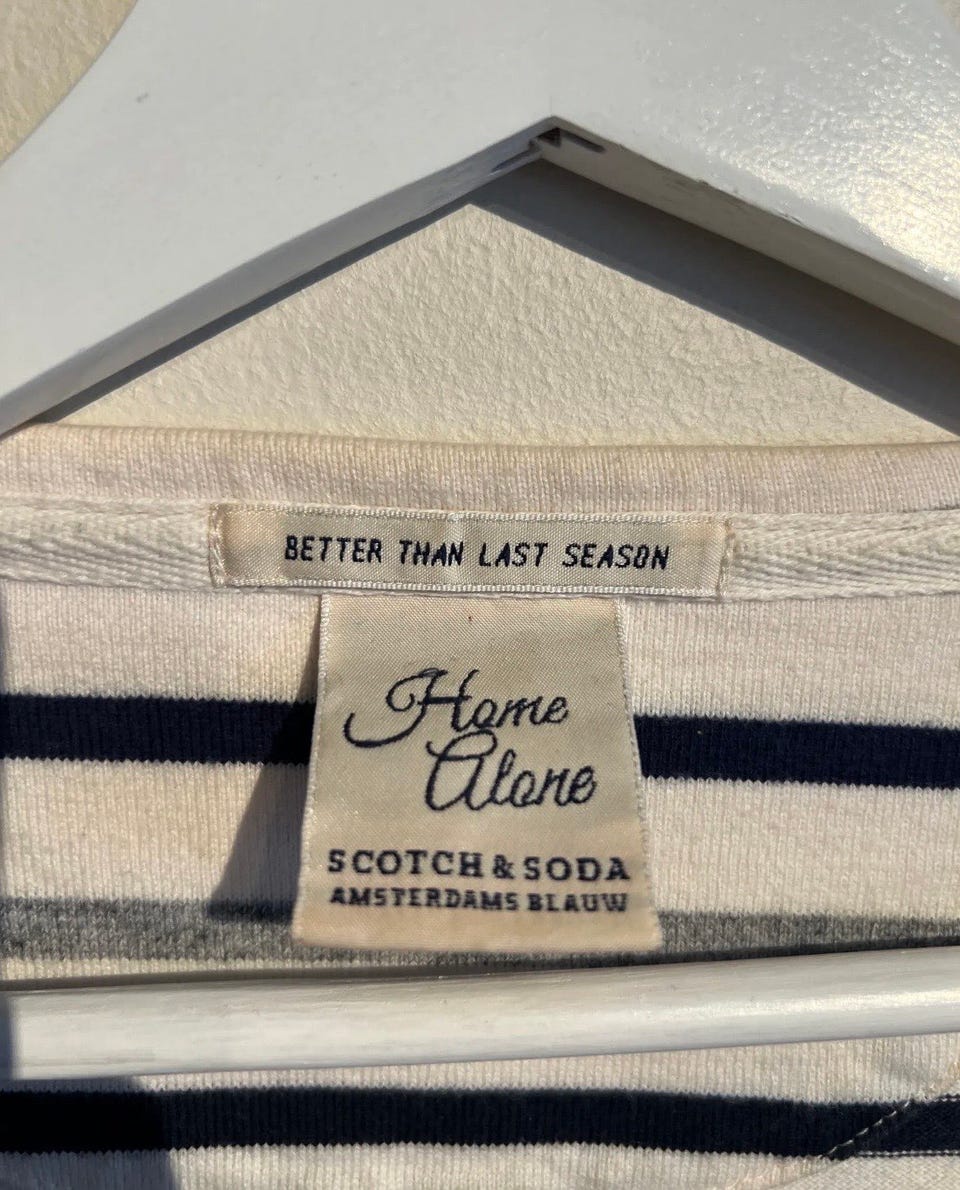 BETTER THAN LAST SEASON
Home
Alone
SCOTCH & SODA
AMSTERDAMS BLAUW